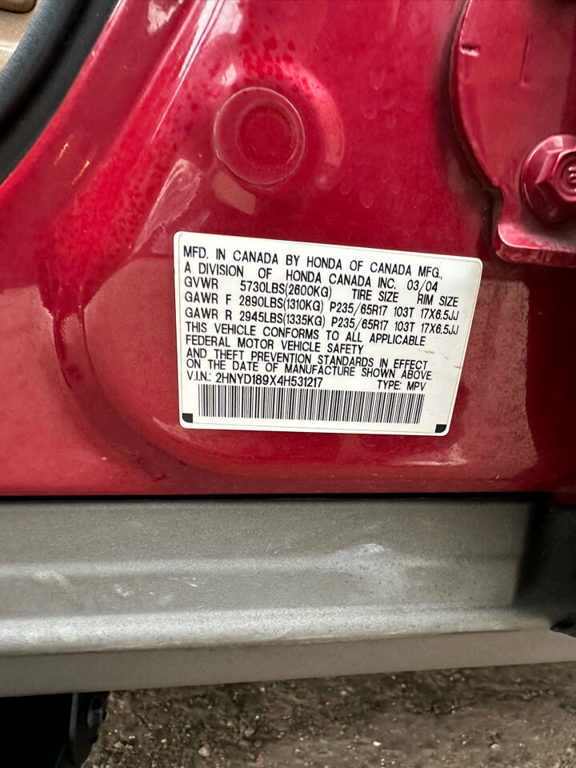 MFD. IN CANADA BY HONDA OF CANADA MFG.,
A DIVISION OF HONDA CANADA INC. 03/04
GVWR 5730LBS(2600KG) TIRE SIZE RIM SIZE
GAWR F 2890LBS(1310KG) P235/65R17 103T 17X6.5JJ
GAWR R 2945LBS(1335KG) P235/65R17 103T 17X6.5JJ
THIS VEHICLE CONFORMS TO ALL APPLICABLE
FEDERAL MOTOR VEHICLE SAFETY
AND THEFT PREVENTION STANDARDS IN EFFECT
ON THE DATE OF MANUFACTURE SHOWN ABOVE.
V.I.N.: 2HNYD189X4H531217 TYPE: MPV